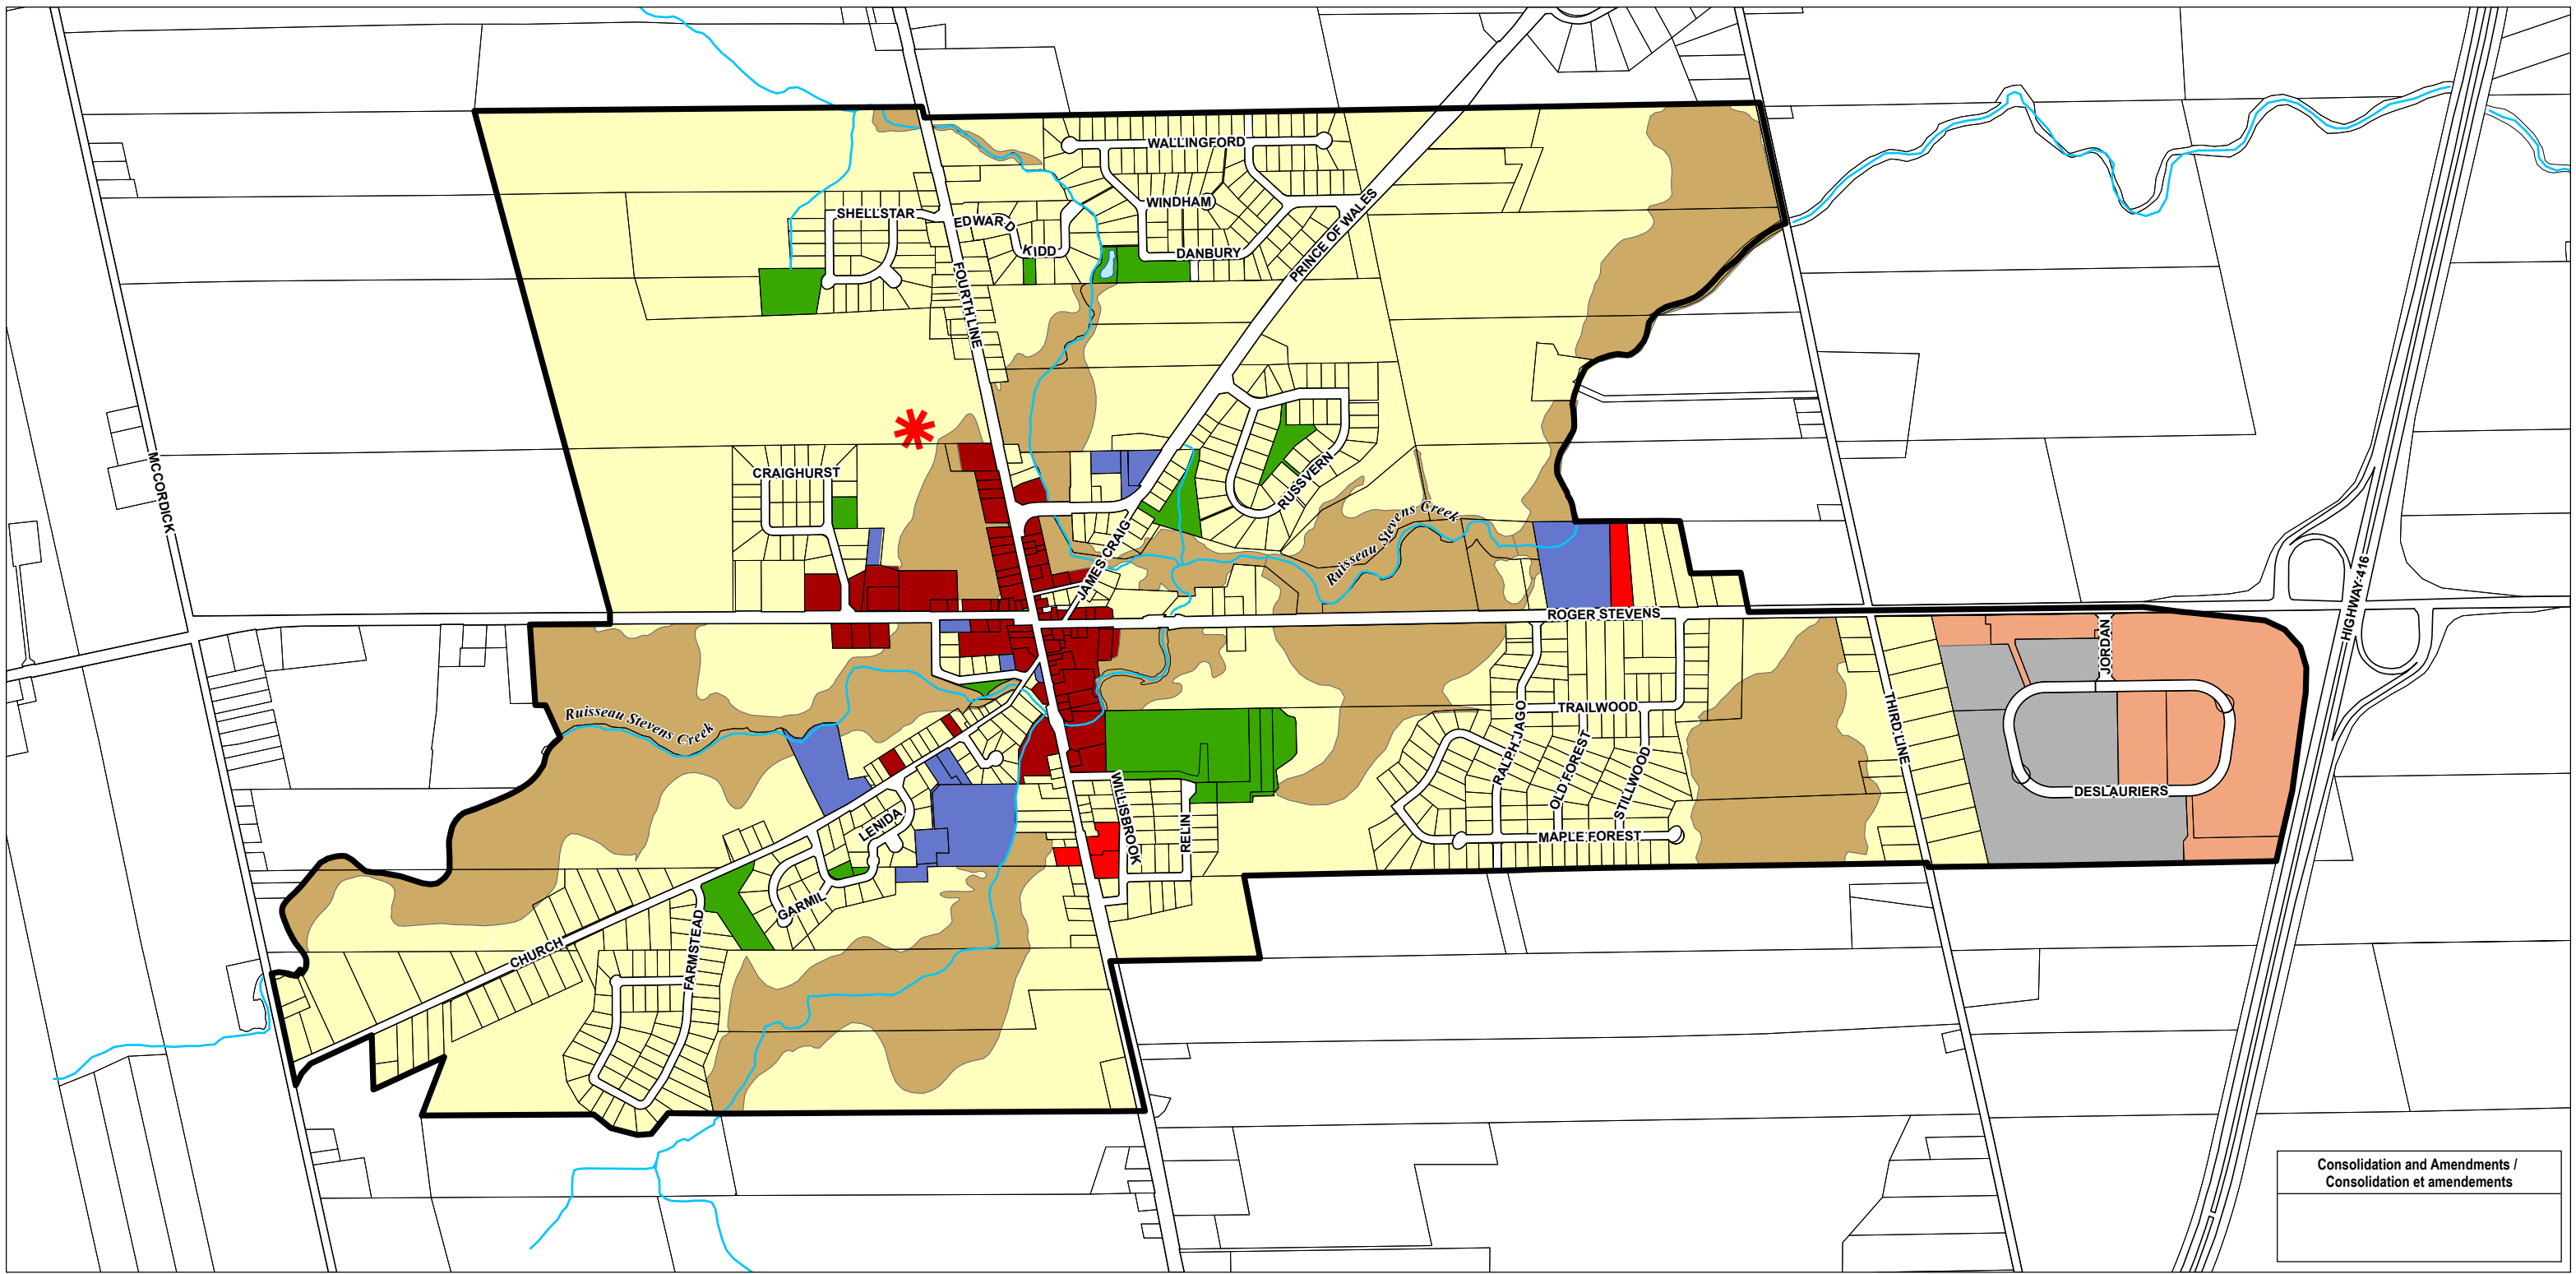 WALLINGFORD
WINDHAM
SHELLSTAR
EDWARD
KIDD
DANBURY
PRINCE OF WALES
FOURTH LINE
CRAIGHURST
MCCORDICK
RUSSVERN
JAMES CRAIG
Ruisseau Stevens Creek
HIGHWAY 416
ROGER STEVENS
JORDAN
Ruisseau Stevens Creek
RALPH JAGO
TRAILWOOD
THIRD LINE
OLD FOREST
STILLWOOD
DESLAURIERS
WILLISBROOK
RELIN
LENIDA
MAPLE FOREST
GARMIL
CHURCH
FARMSTEAD
Consolidation and Amendments /
Consolidation et amendements